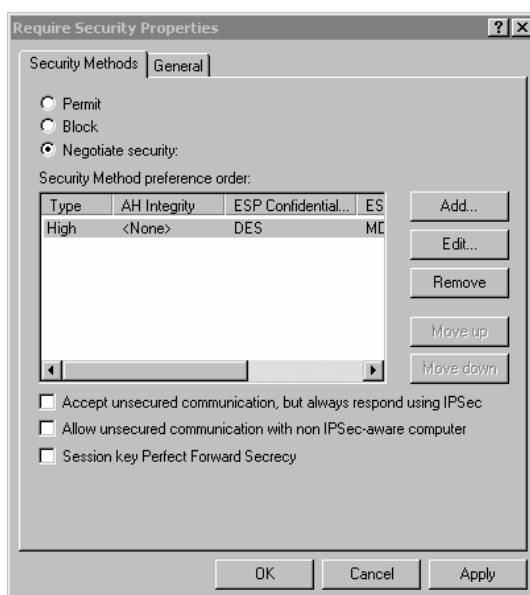 Require Security Properties
Security Methods General
Permit
Block
Negotiate security:
Security Method preference order:
Type AH Integrity ESP Confidential... ES
High <None> DES MD
Add...
Edit...
Remove
Move up
Move down
Accept unsecured communication, but always respond using IPSec
Allow unsecured communication with non IPSec-aware computer
Session key Perfect Forward Secrecy
OK Cancel Apply